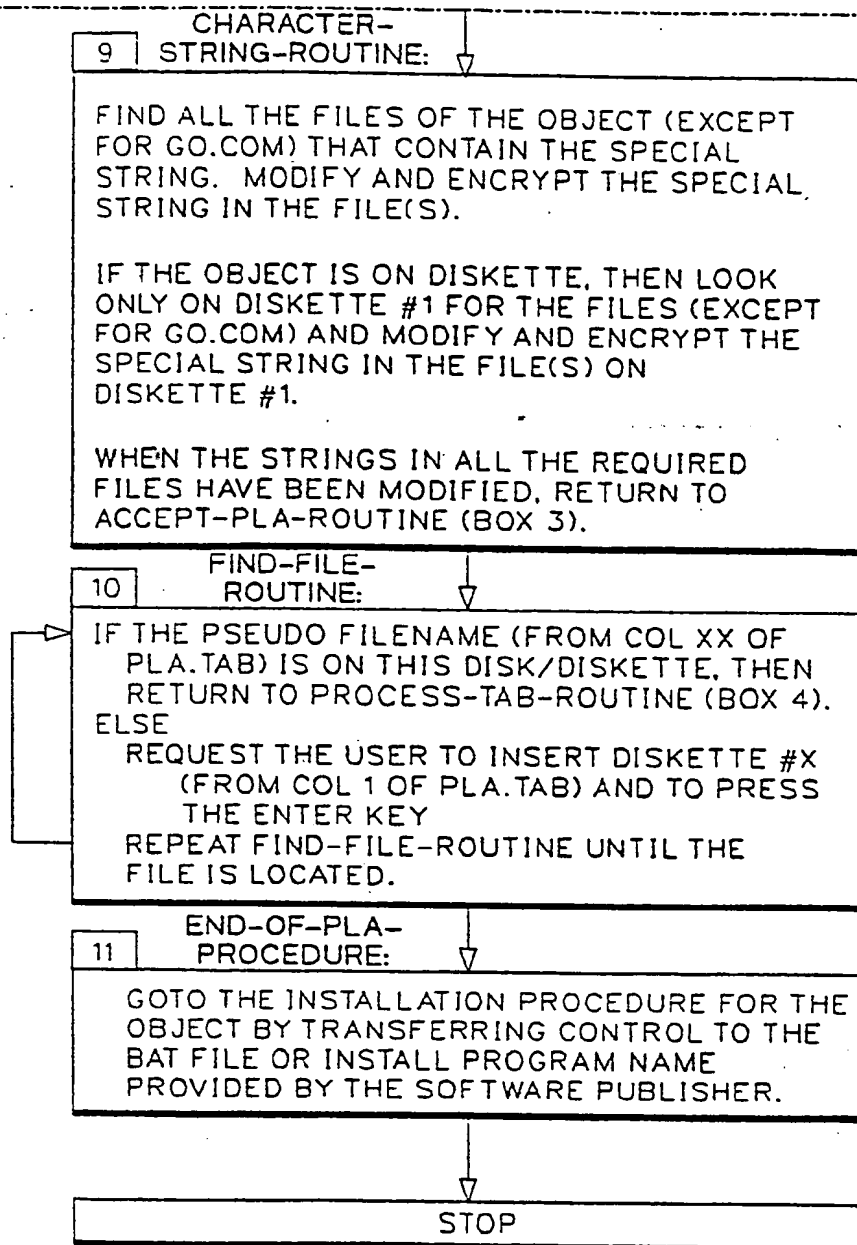 CHARACTER-
9 STRING-ROUTINE:
FIND ALL THE FILES OF THE OBJECT (EXCEPT
FOR GO.COM) THAT CONTAIN THE SPECIAL
STRING. MODIFY AND ENCRYPT THE SPECIAL
STRING IN THE FILE(S).
IF THE OBJECT IS ON DISKETTE, THEN LOOK
ONLY ON DISKETTE #1 FOR THE FILES (EXCEPT
FOR GO.COM) AND MODIFY AND ENCRYPT THE
SPECIAL STRING IN THE FILE(S) ON
DISKETTE #1.
WHEN THE STRINGS IN ALL THE REQUIRED
FILES HAVE BEEN MODIFIED, RETURN TO
ACCEPT-PLA-ROUTINE (BOX 3).
FIND-FILE-
10 ROUTINE:
IF THE PSEUDO FILENAME (FROM COL XX OF
PLA.TAB) IS ON THIS DISK/DISKETTE, THEN
RETURN TO PROCESS-TAB-ROUTINE (BOX 4).
ELSE
REQUEST THE USER TO INSERT DISKETTE #X
(FROM COL 1 OF PLA.TAB) AND TO PRESS
THE ENTER KEY
REPEAT FIND-FILE-ROUTINE UNTIL THE
FILE IS LOCATED.
END-OF-PLA-
11 PROCEDURE:
GOTO THE INSTALLATION PROCEDURE FOR THE
OBJECT BY TRANSFERRING CONTROL TO THE
BAT FILE OR INSTALL PROGRAM NAME
PROVIDED BY THE SOFTWARE PUBLISHER.
STOP